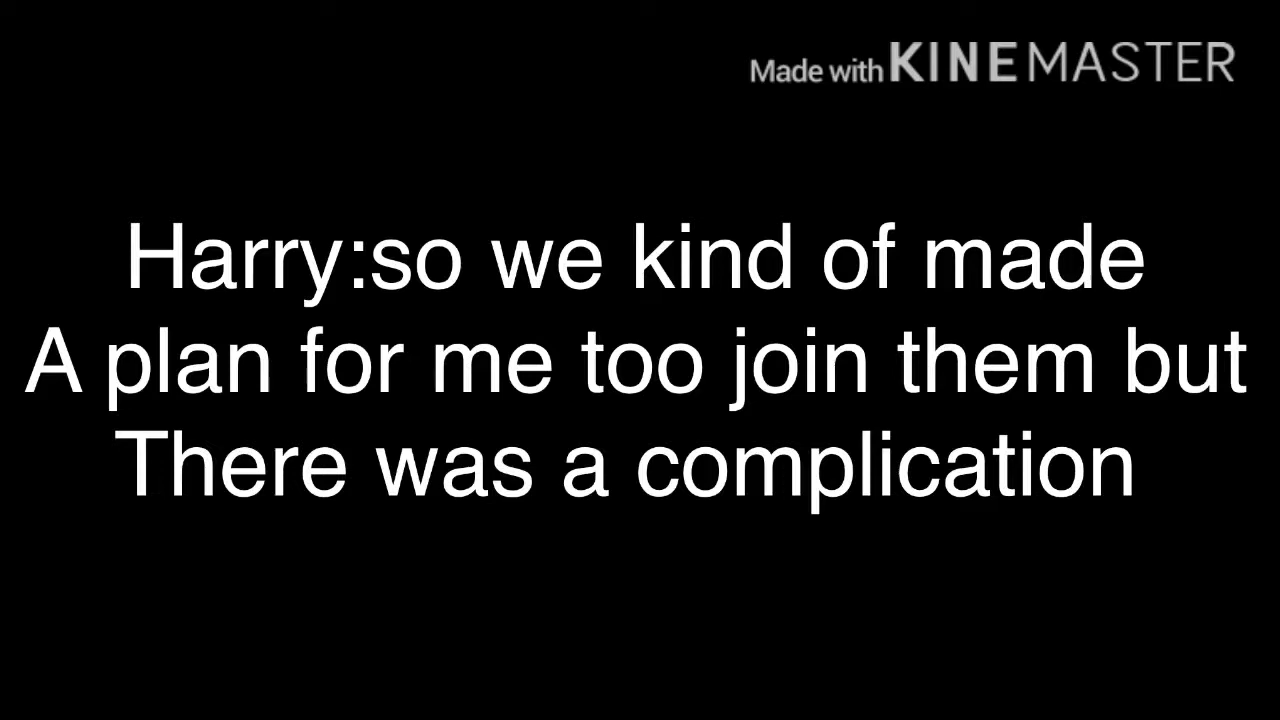 Made with KINEMASTER
Harry:so we kind of made
A plan for me too join them but
There was a complication